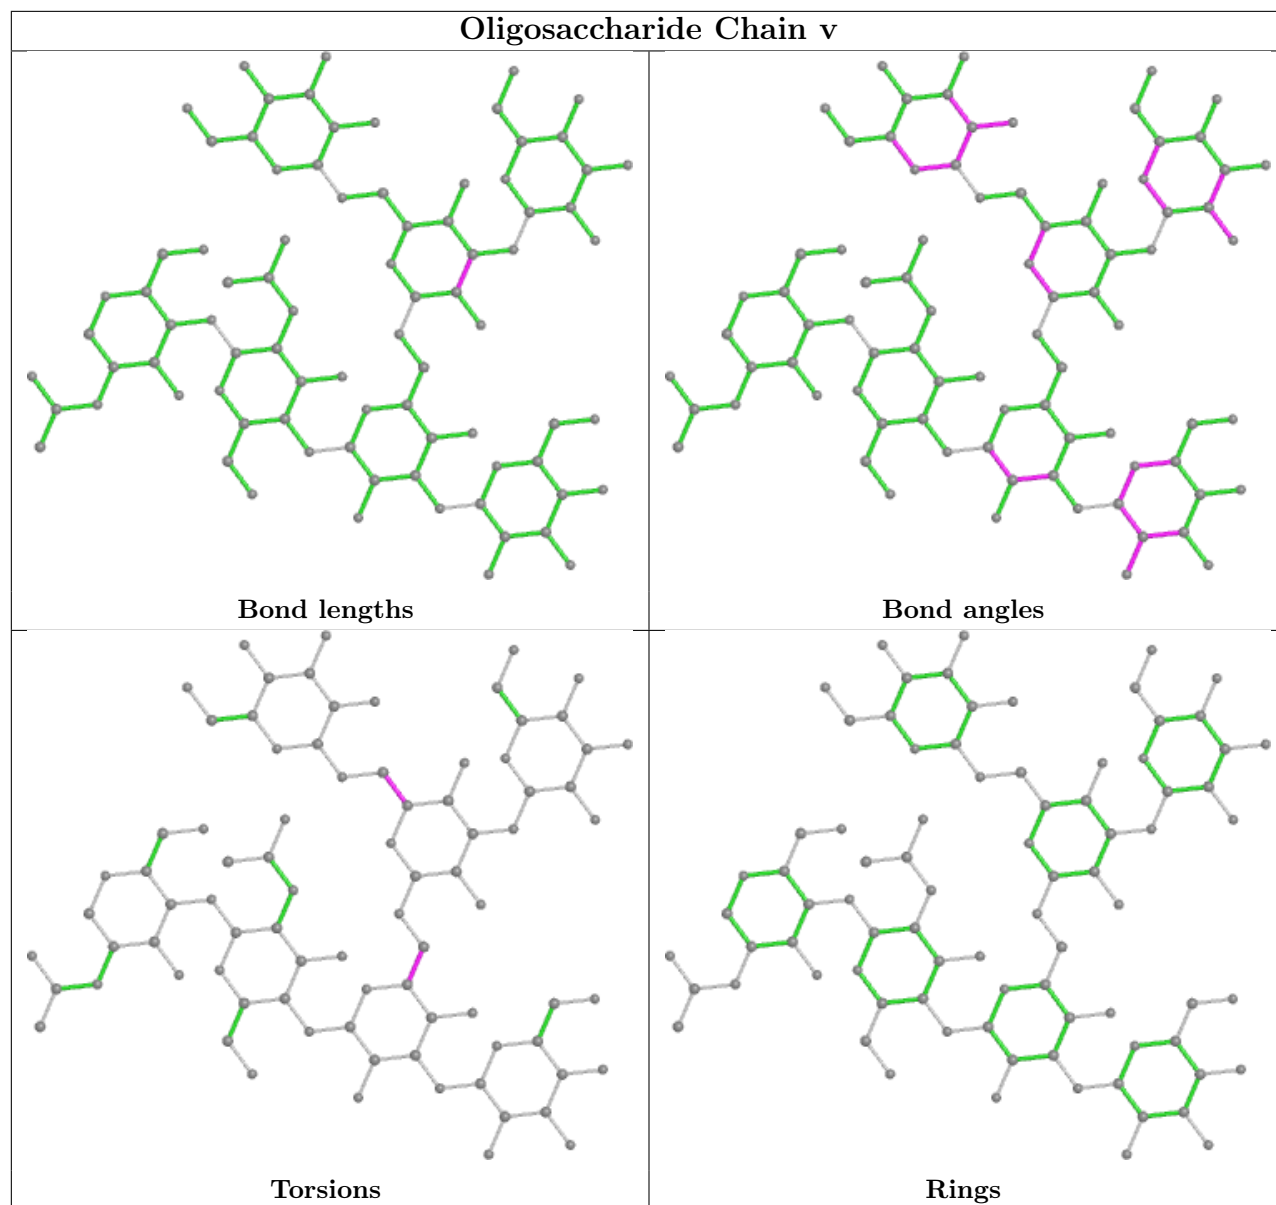 Oligosaccharide Chain v
Bond lengths
Bond angles
Torsions
Rings